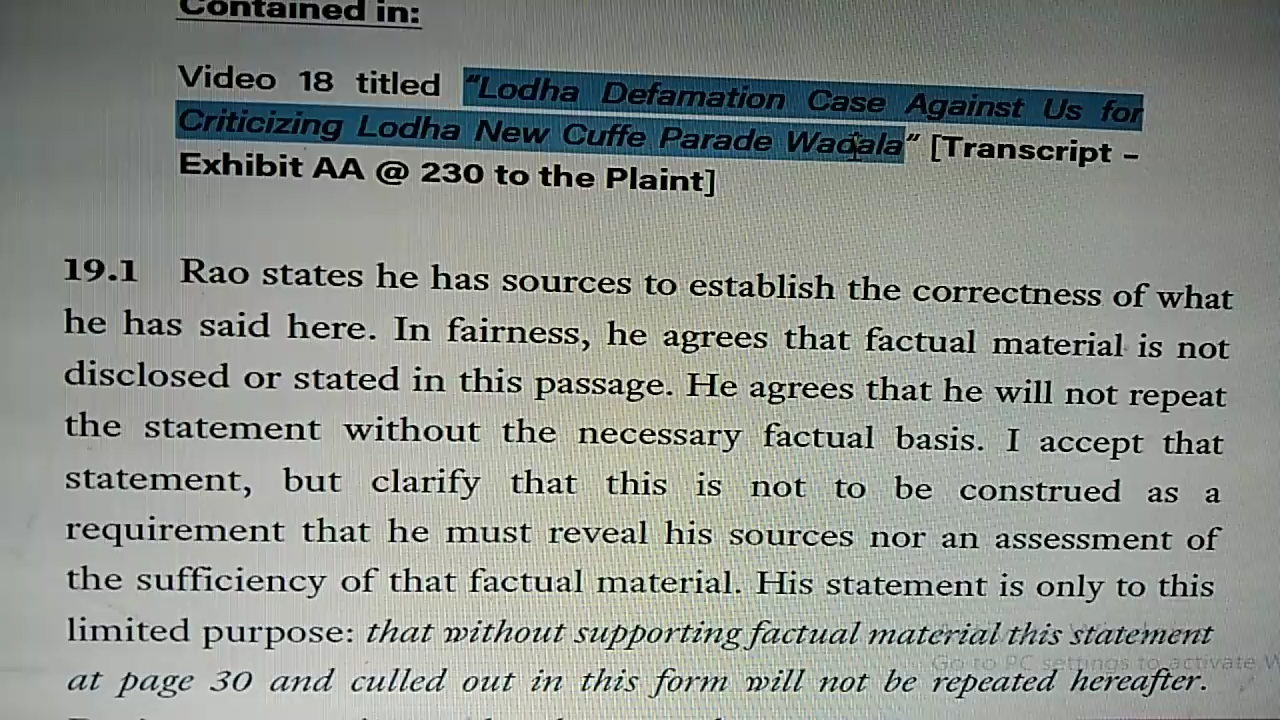 Contained in:
Video 18 titled “Lodha Defamation Case Against Us for
Criticizing Lodha New Cuffe Parade Wadala” [Transcript –
Exhibit AA @ 230 to the Plaint]
19.1 Rao states he has sources to establish the correctness of what
he has said here. In fairness, he agrees that factual material is not
disclosed or stated in this passage. He agrees that he will not repeat
the statement without the necessary factual basis. I accept that
statement, but clarify that this is not to be construed as a
requirement that he must reveal his sources nor an assessment of
the sufficiency of that factual material. His statement is only to this
limited purpose: that without supporting factual material this statement
Go to PC settings to activate W
at page 30 and culled out in this form will not be repeated hereafter.